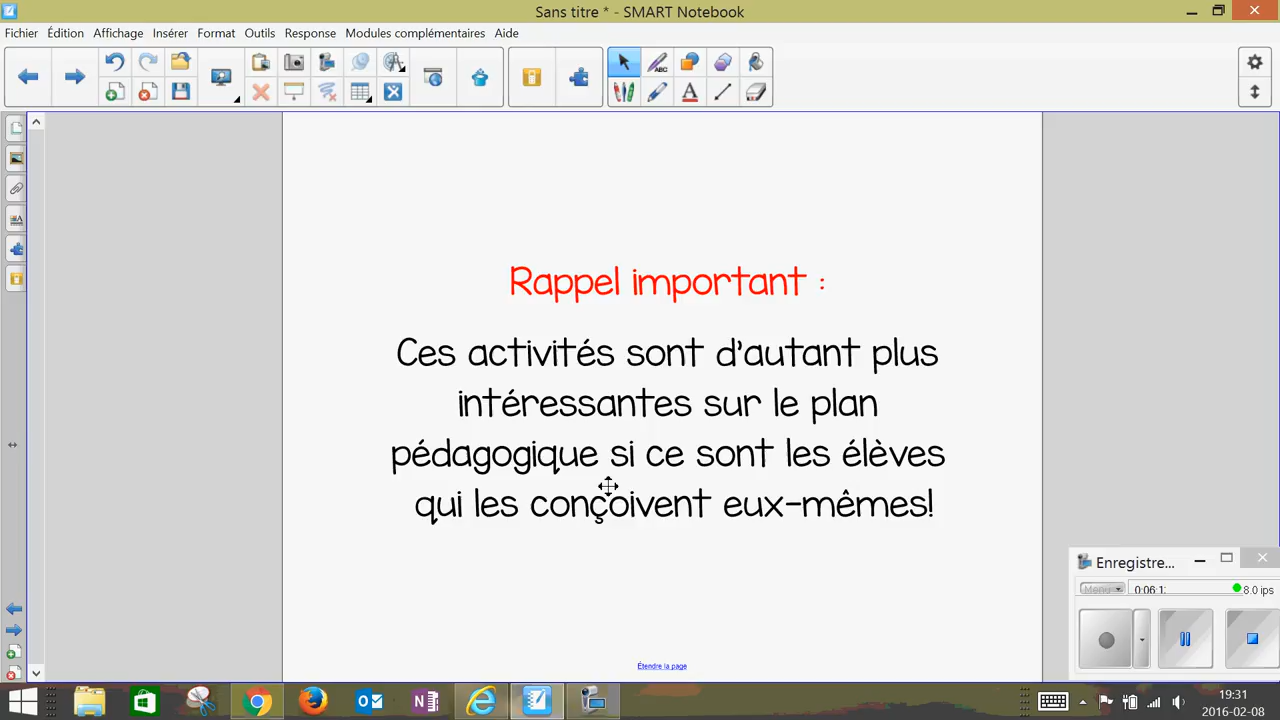 Sans titre * - SMART Notebook
Fichier Édition Affichage Insérer Format Outils Response Modules complémentaires Aide
Rappel important :
Ces activités sont d'autant plus
intéressantes sur le plan
pédagogique si ce sont les élèves
qui les conçoivent eux-mêmes!
Enregistre...
Menu 0:06:1 8.0 ips
Étendre la page
19:31
2016-02-08